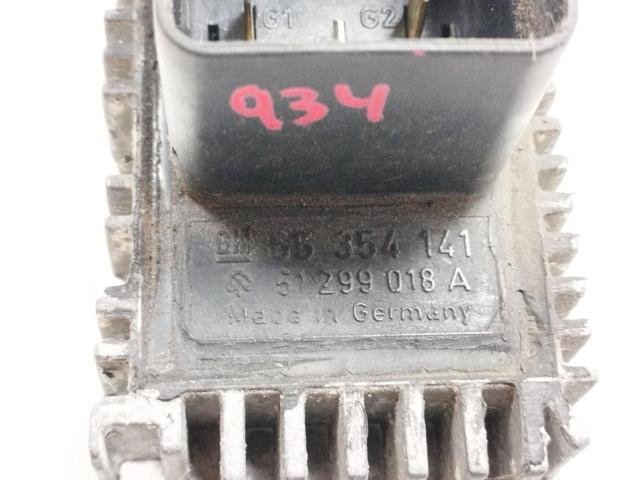 G1 G2
934
GM 55 354 141
51 299 018 A
Made in Germany